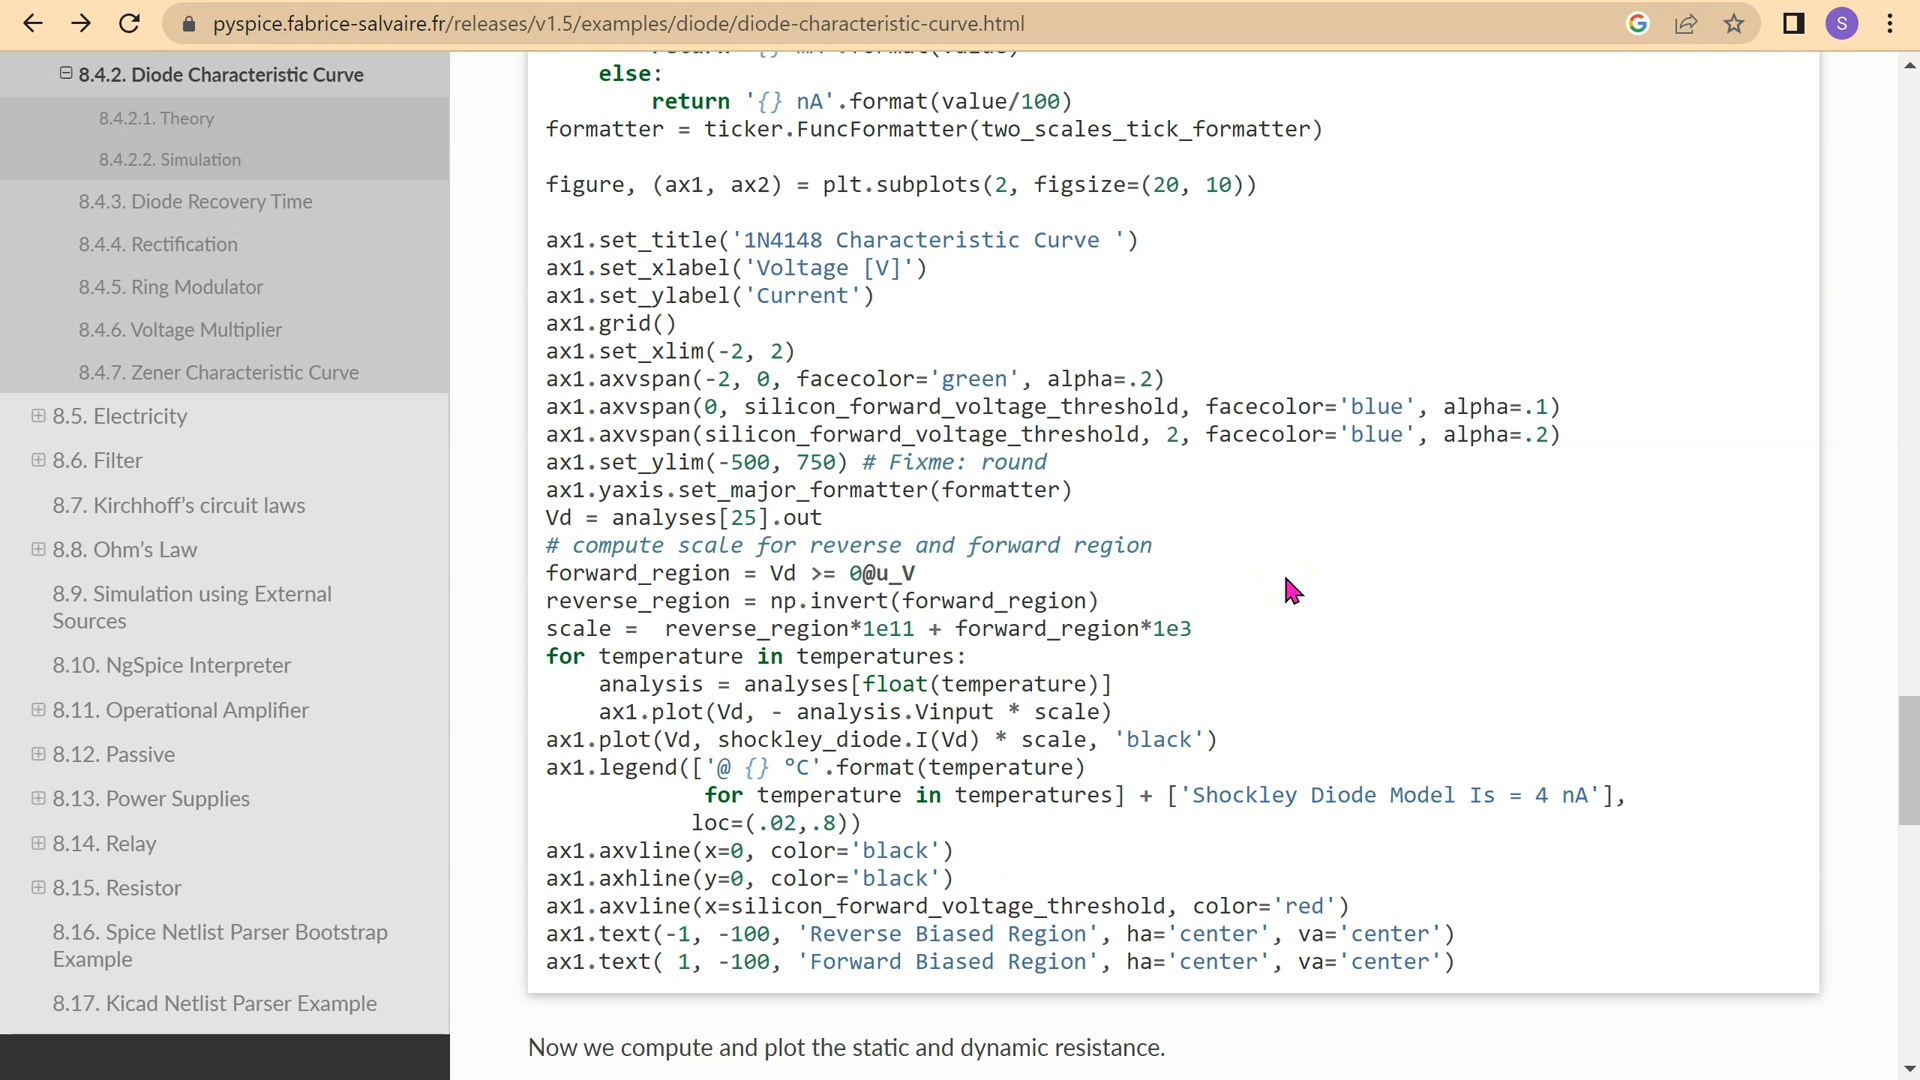 pyspice.fabrice-salvaire.fr/releases/v1.5/examples/diode/diode-characteristic-curve.html
S
8.4.2. Diode Characteristic Curve
8.4.2.1. Theory
8.4.2.2. Simulation
8.4.3. Diode Recovery Time
8.4.4. Rectification
8.4.5. Ring Modulator
8.4.6. Voltage Multiplier
8.4.7. Zener Characteristic Curve
8.5. Electricity
8.6. Filter
8.7. Kirchhoff's circuit laws
8.8. Ohm's Law
8.9. Simulation using External
Sources
8.10. NgSpice Interpreter
8.11. Operational Amplifier
8.12. Passive
8.13. Power Supplies
8.14. Relay
8.15. Resistor
8.16. Spice Netlist Parser Bootstrap
Example
8.17. Kicad Netlist Parser Example
else:
return '{} nA'.format(value/100)
formatter = ticker.FuncFormatter(two_scales_tick_formatter)
figure, (ax1, ax2) = plt.subplots(2, figsize=(20, 10))
ax1.set_title('1N4148 Characteristic Curve ')
ax1.set_xlabel('Voltage [V]')
ax1.set_ylabel('Current')
ax1.grid()
ax1.set_xlim(-2, 2)
ax1.axvspan(-2, 0, facecolor='green', alpha=.2)
ax1.axvspan(0, silicon_forward_voltage_threshold, facecolor='blue', alpha=.1)
ax1.axvspan(silicon_forward_voltage_threshold, 2, facecolor='blue', alpha=.2)
ax1.set_ylim(-500, 750) # Fixme: round
ax1.yaxis.set_major_formatter(formatter)
Vd = analyses[25].out
# compute scale for reverse and forward region
forward_region = Vd >= 0@u_V
reverse_region = np.invert(forward_region)
scale =  reverse_region*1e11 + forward_region*1e3
for temperature in temperatures:
analysis = analyses[float(temperature)]
ax1.plot(Vd, - analysis.Vinput * scale)
ax1.plot(Vd, shockley_diode.I(Vd) * scale, 'black')
ax1.legend(['@ {} °C'.format(temperature)
for temperature in temperatures] + ['Shockley Diode Model Is = 4 nA'],
loc=(.02,.8))
ax1.axvline(x=0, color='black')
ax1.axhline(y=0, color='black')
ax1.axvline(x=silicon_forward_voltage_threshold, color='red')
ax1.text(-1, -100, 'Reverse Biased Region', ha='center', va='center')
ax1.text( 1, -100, 'Forward Biased Region', ha='center', va='center')
Now we compute and plot the static and dynamic resistance.